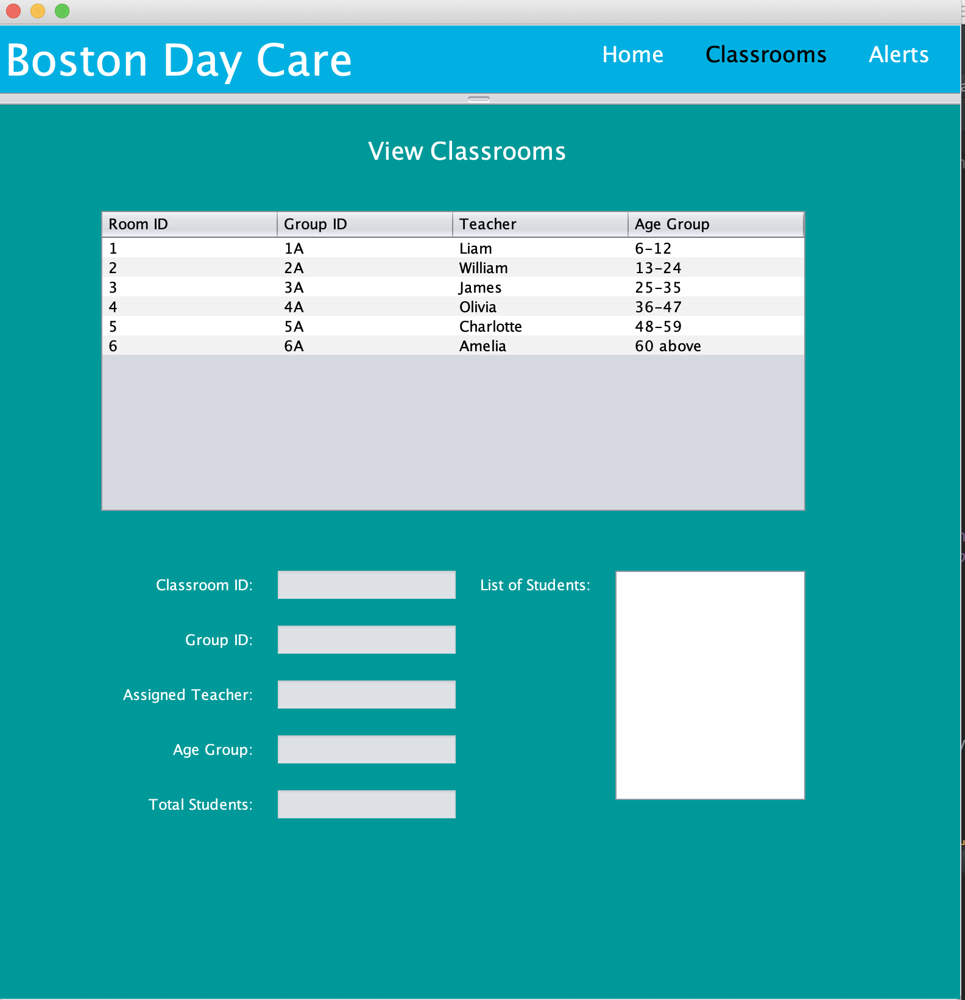 Boston Day Care
Home Classrooms Alerts
View Classrooms
Room ID Group ID Teacher Age Group
1 1A Liam 6-12
2 2A William 13-24
3 3A James 25-35
4 4A Olivia 36-47
5 5A Charlotte 48-59
6 6A Amelia 60 above
Classroom ID: List of Students:
Group ID:
Assigned Teacher:
Age Group:
Total Students: